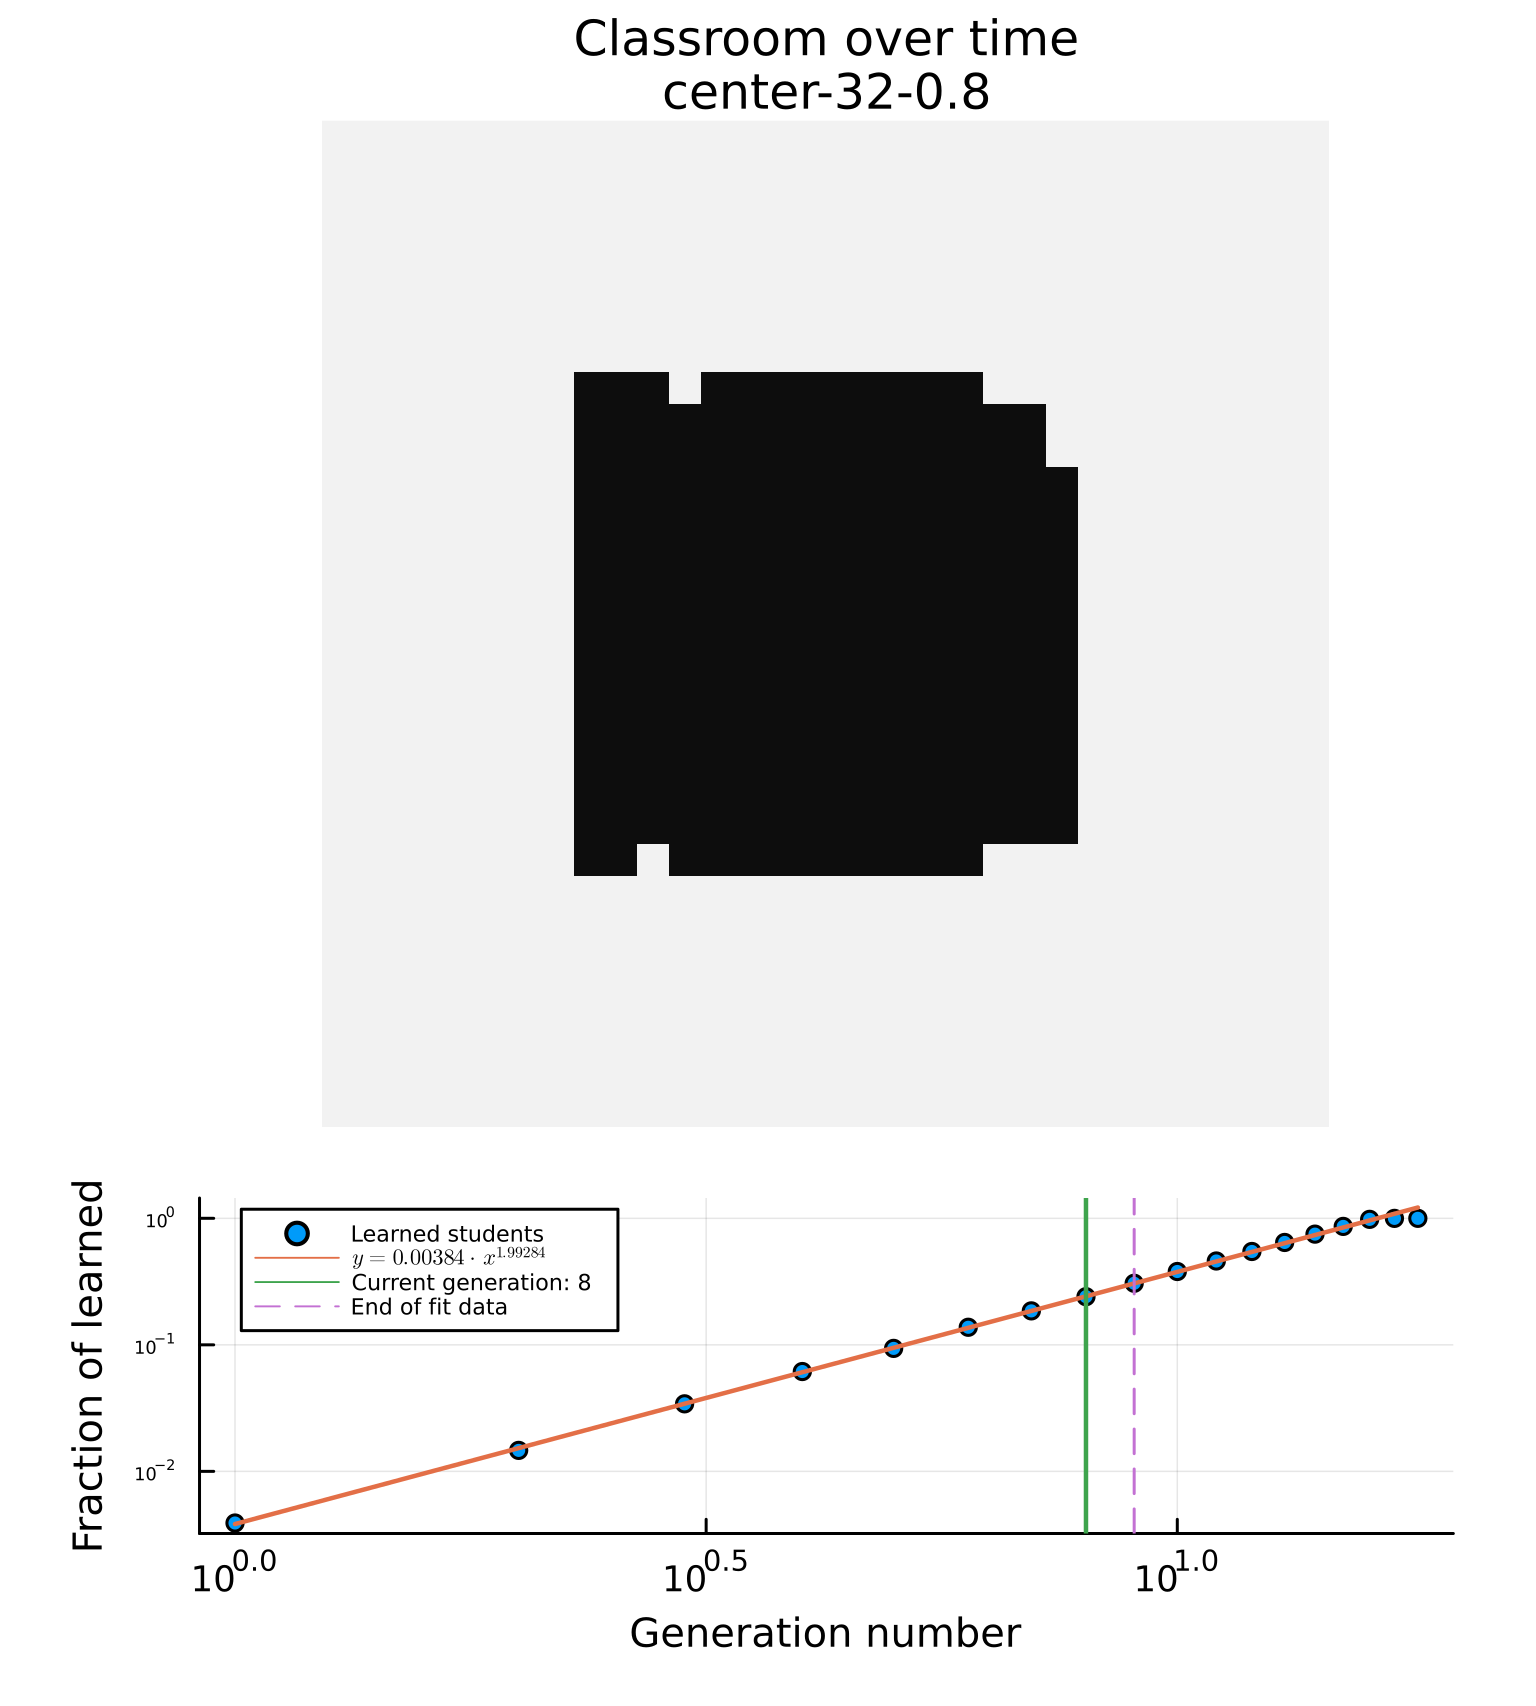 Classroom over time
center-32-0.8
Fraction of learned
10⁰
10⁻¹
10⁻²
Learned students
y = 0.00384 · x^1.99284
Current generation: 8
End of fit data
10^0.0 10^0.5 10^1.0
Generation number